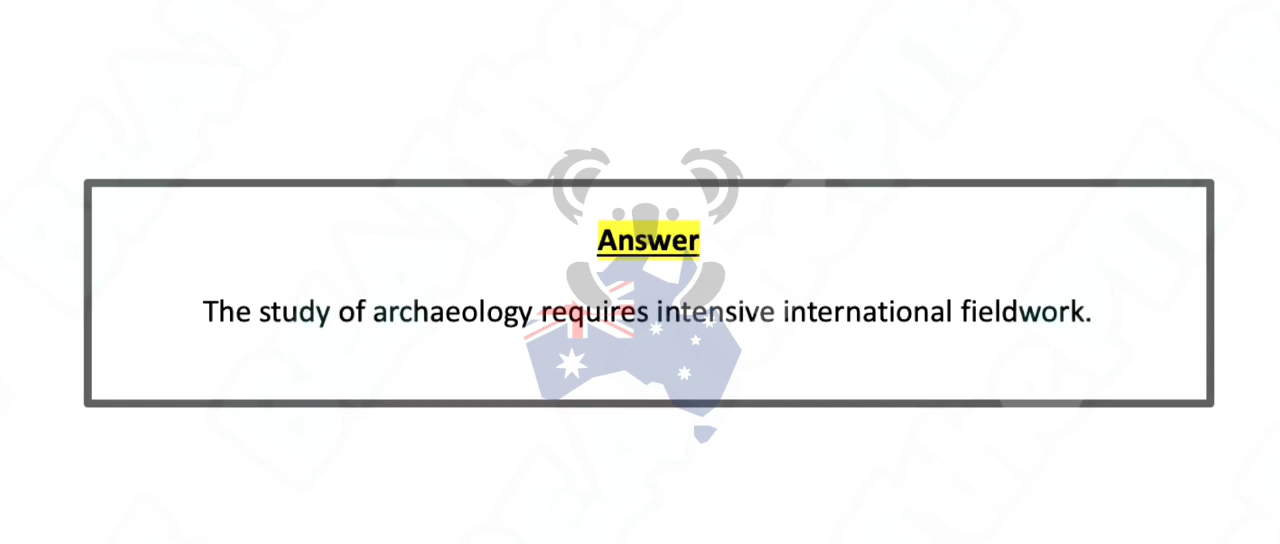 Answer
The study of archaeology requires intensive international fieldwork.